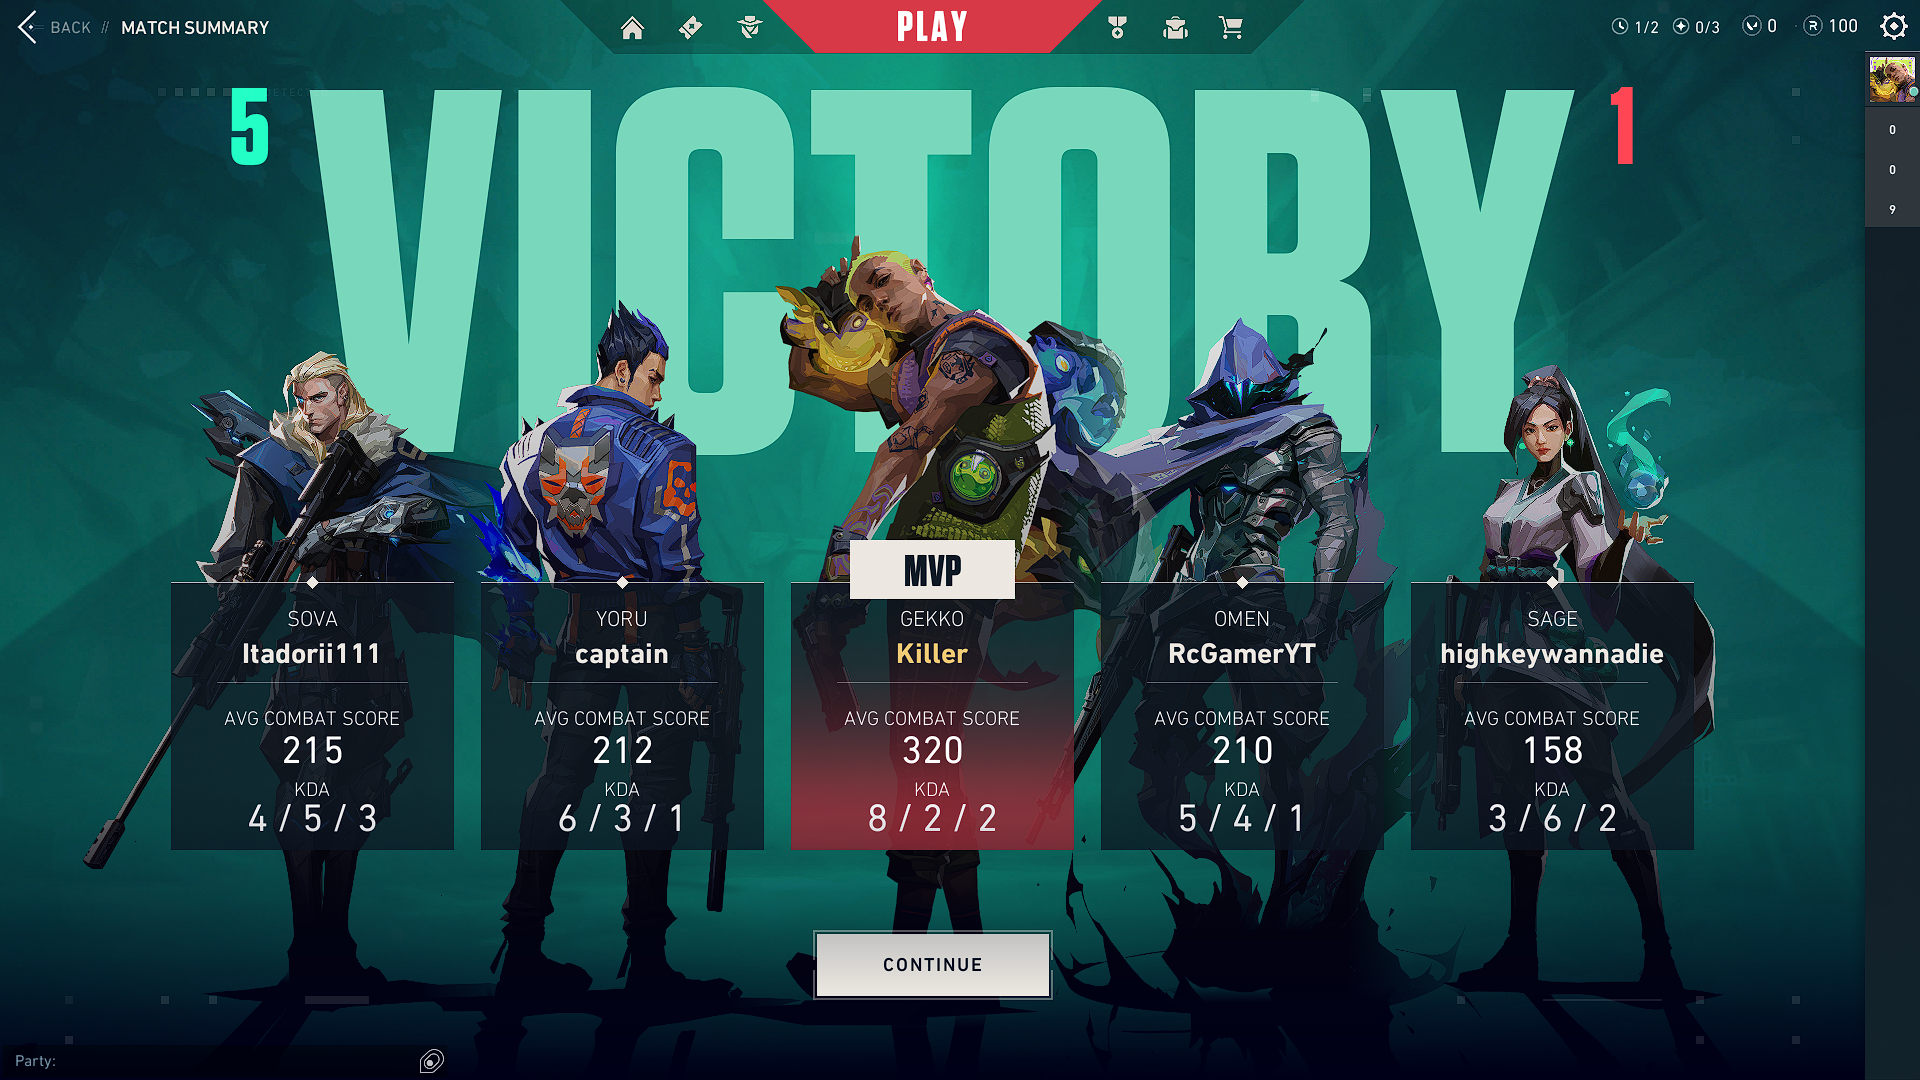 BACK // MATCH SUMMARY
PLAY
1/2 0/3 0 100
5 VICTORY 1
0
0
9
MVP
SOVA
Itadorii111
AVG COMBAT SCORE
215
KDA
4 / 5 / 3
YORU
captain
AVG COMBAT SCORE
212
KDA
6 / 3 / 1
GEKKO
Killer
AVG COMBAT SCORE
320
KDA
8 / 2 / 2
OMEN
RcGamerYT
AVG COMBAT SCORE
210
KDA
5 / 4 / 1
SAGE
highkeywannadie
AVG COMBAT SCORE
158
KDA
3 / 6 / 2
CONTINUE
Party: